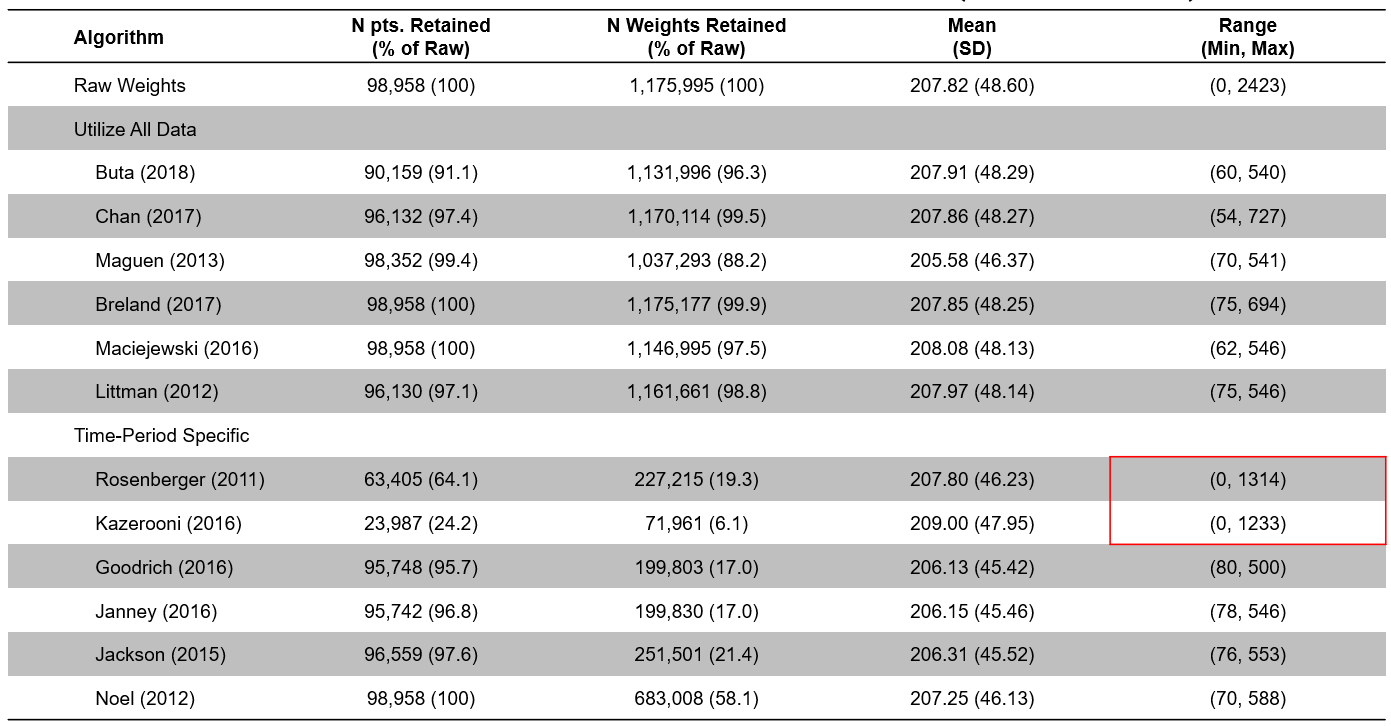 Algorithm N pts. Retained (% of Raw) N Weights Retained (% of Raw) Mean (SD) Range (Min, Max)
Raw Weights 98,958 (100) 1,175,995 (100) 207.82 (48.60) (0, 2423)
Utilize All Data
Buta (2018) 90,159 (91.1) 1,131,996 (96.3) 207.91 (48.29) (60, 540)
Chan (2017) 96,132 (97.4) 1,170,114 (99.5) 207.86 (48.27) (54, 727)
Maguen (2013) 98,352 (99.4) 1,037,293 (88.2) 205.58 (46.37) (70, 541)
Breland (2017) 98,958 (100) 1,175,177 (99.9) 207.85 (48.25) (75, 694)
Maciejewski (2016) 98,958 (100) 1,146,995 (97.5) 208.08 (48.13) (62, 546)
Littman (2012) 96,130 (97.1) 1,161,661 (98.8) 207.97 (48.14) (75, 546)
Time-Period Specific
Rosenberger (2011) 63,405 (64.1) 227,215 (19.3) 207.80 (46.23) (0, 1314)
Kazerooni (2016) 23,987 (24.2) 71,961 (6.1) 209.00 (47.95) (0, 1233)
Goodrich (2016) 95,748 (95.7) 199,803 (17.0) 206.13 (45.42) (80, 500)
Janney (2016) 95,742 (96.8) 199,830 (17.0) 206.15 (45.46) (78, 546)
Jackson (2015) 96,559 (97.6) 251,501 (21.4) 206.31 (45.52) (76, 553)
Noel (2012) 98,958 (100) 683,008 (58.1) 207.25 (46.13) (70, 588)